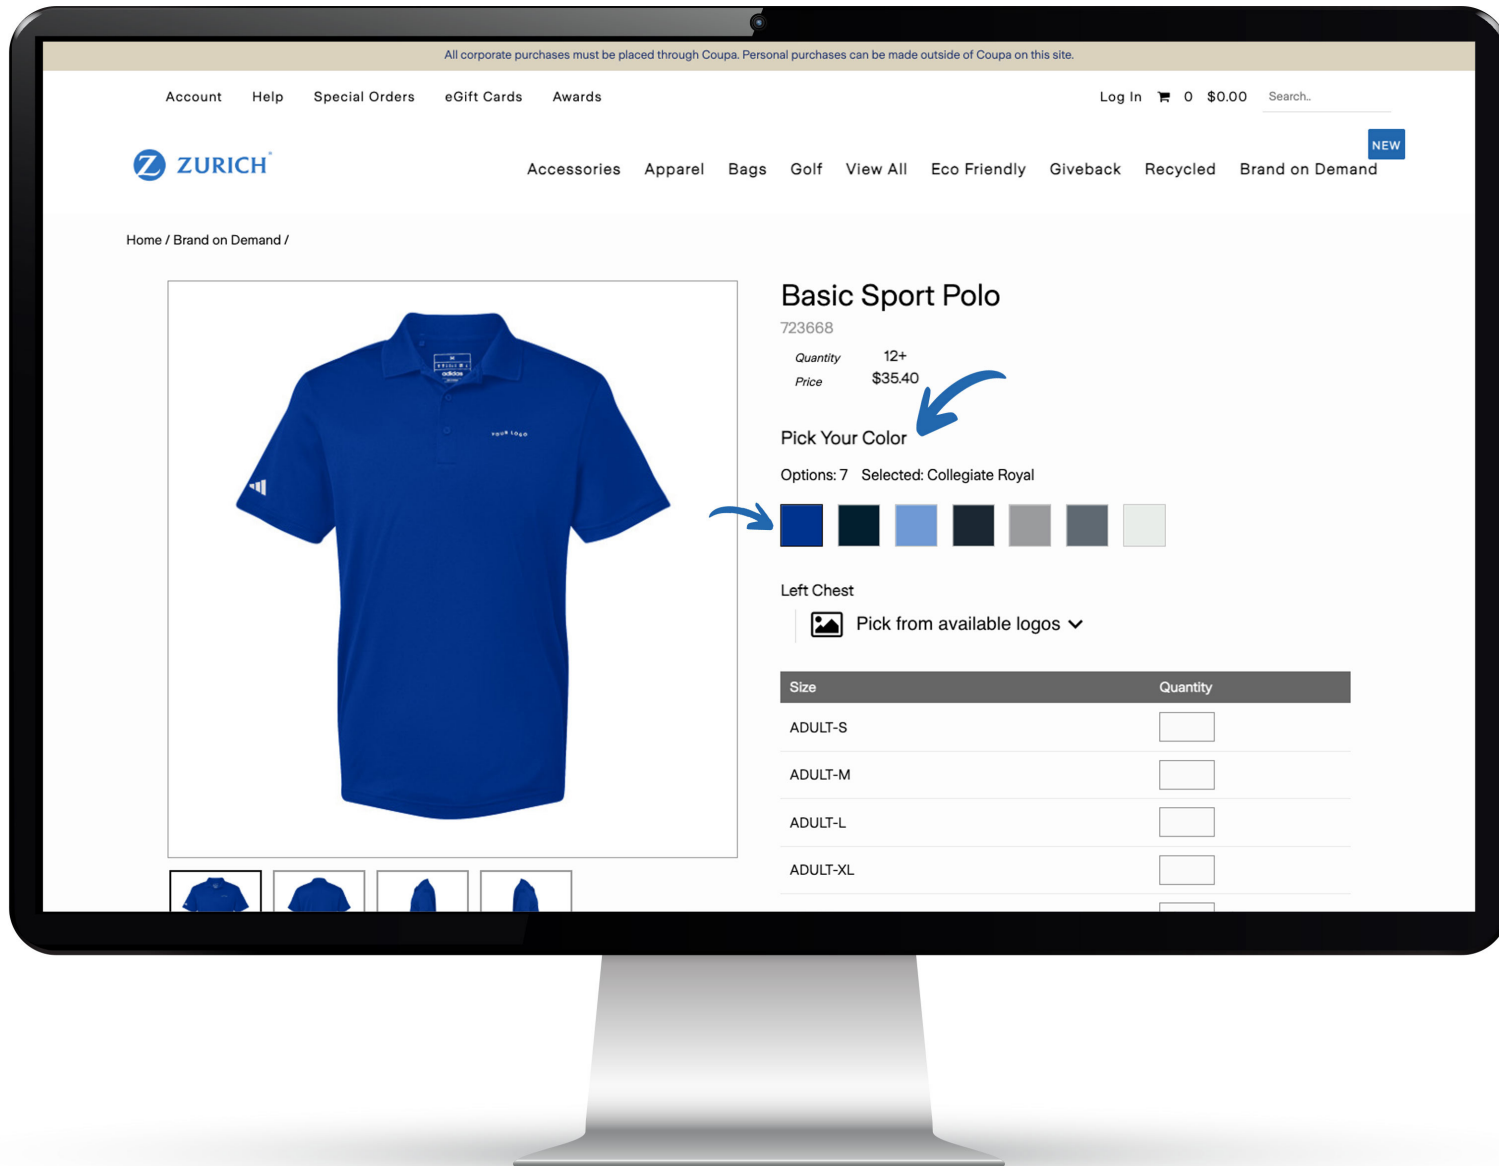 All corporate purchases must be placed through Coupa. Personal purchases can be made outside of Coupa on this site.
Account Help Special Orders eGift Cards Awards
Log In 0 $0.00 Search..
Z ZURICH
NEW
Accessories Apparel Bags Golf View All Eco Friendly Giveback Recycled Brand on Demand
Home / Brand on Demand /
adidas
YOUR LOGO
Basic Sport Polo
723668
Quantity 12+
Price $35.40
Pick Your Color
Options: 7 Selected: Collegiate Royal
Left Chest
Pick from available logos
Size Quantity
ADULT-S
ADULT-M
ADULT-L
ADULT-XL